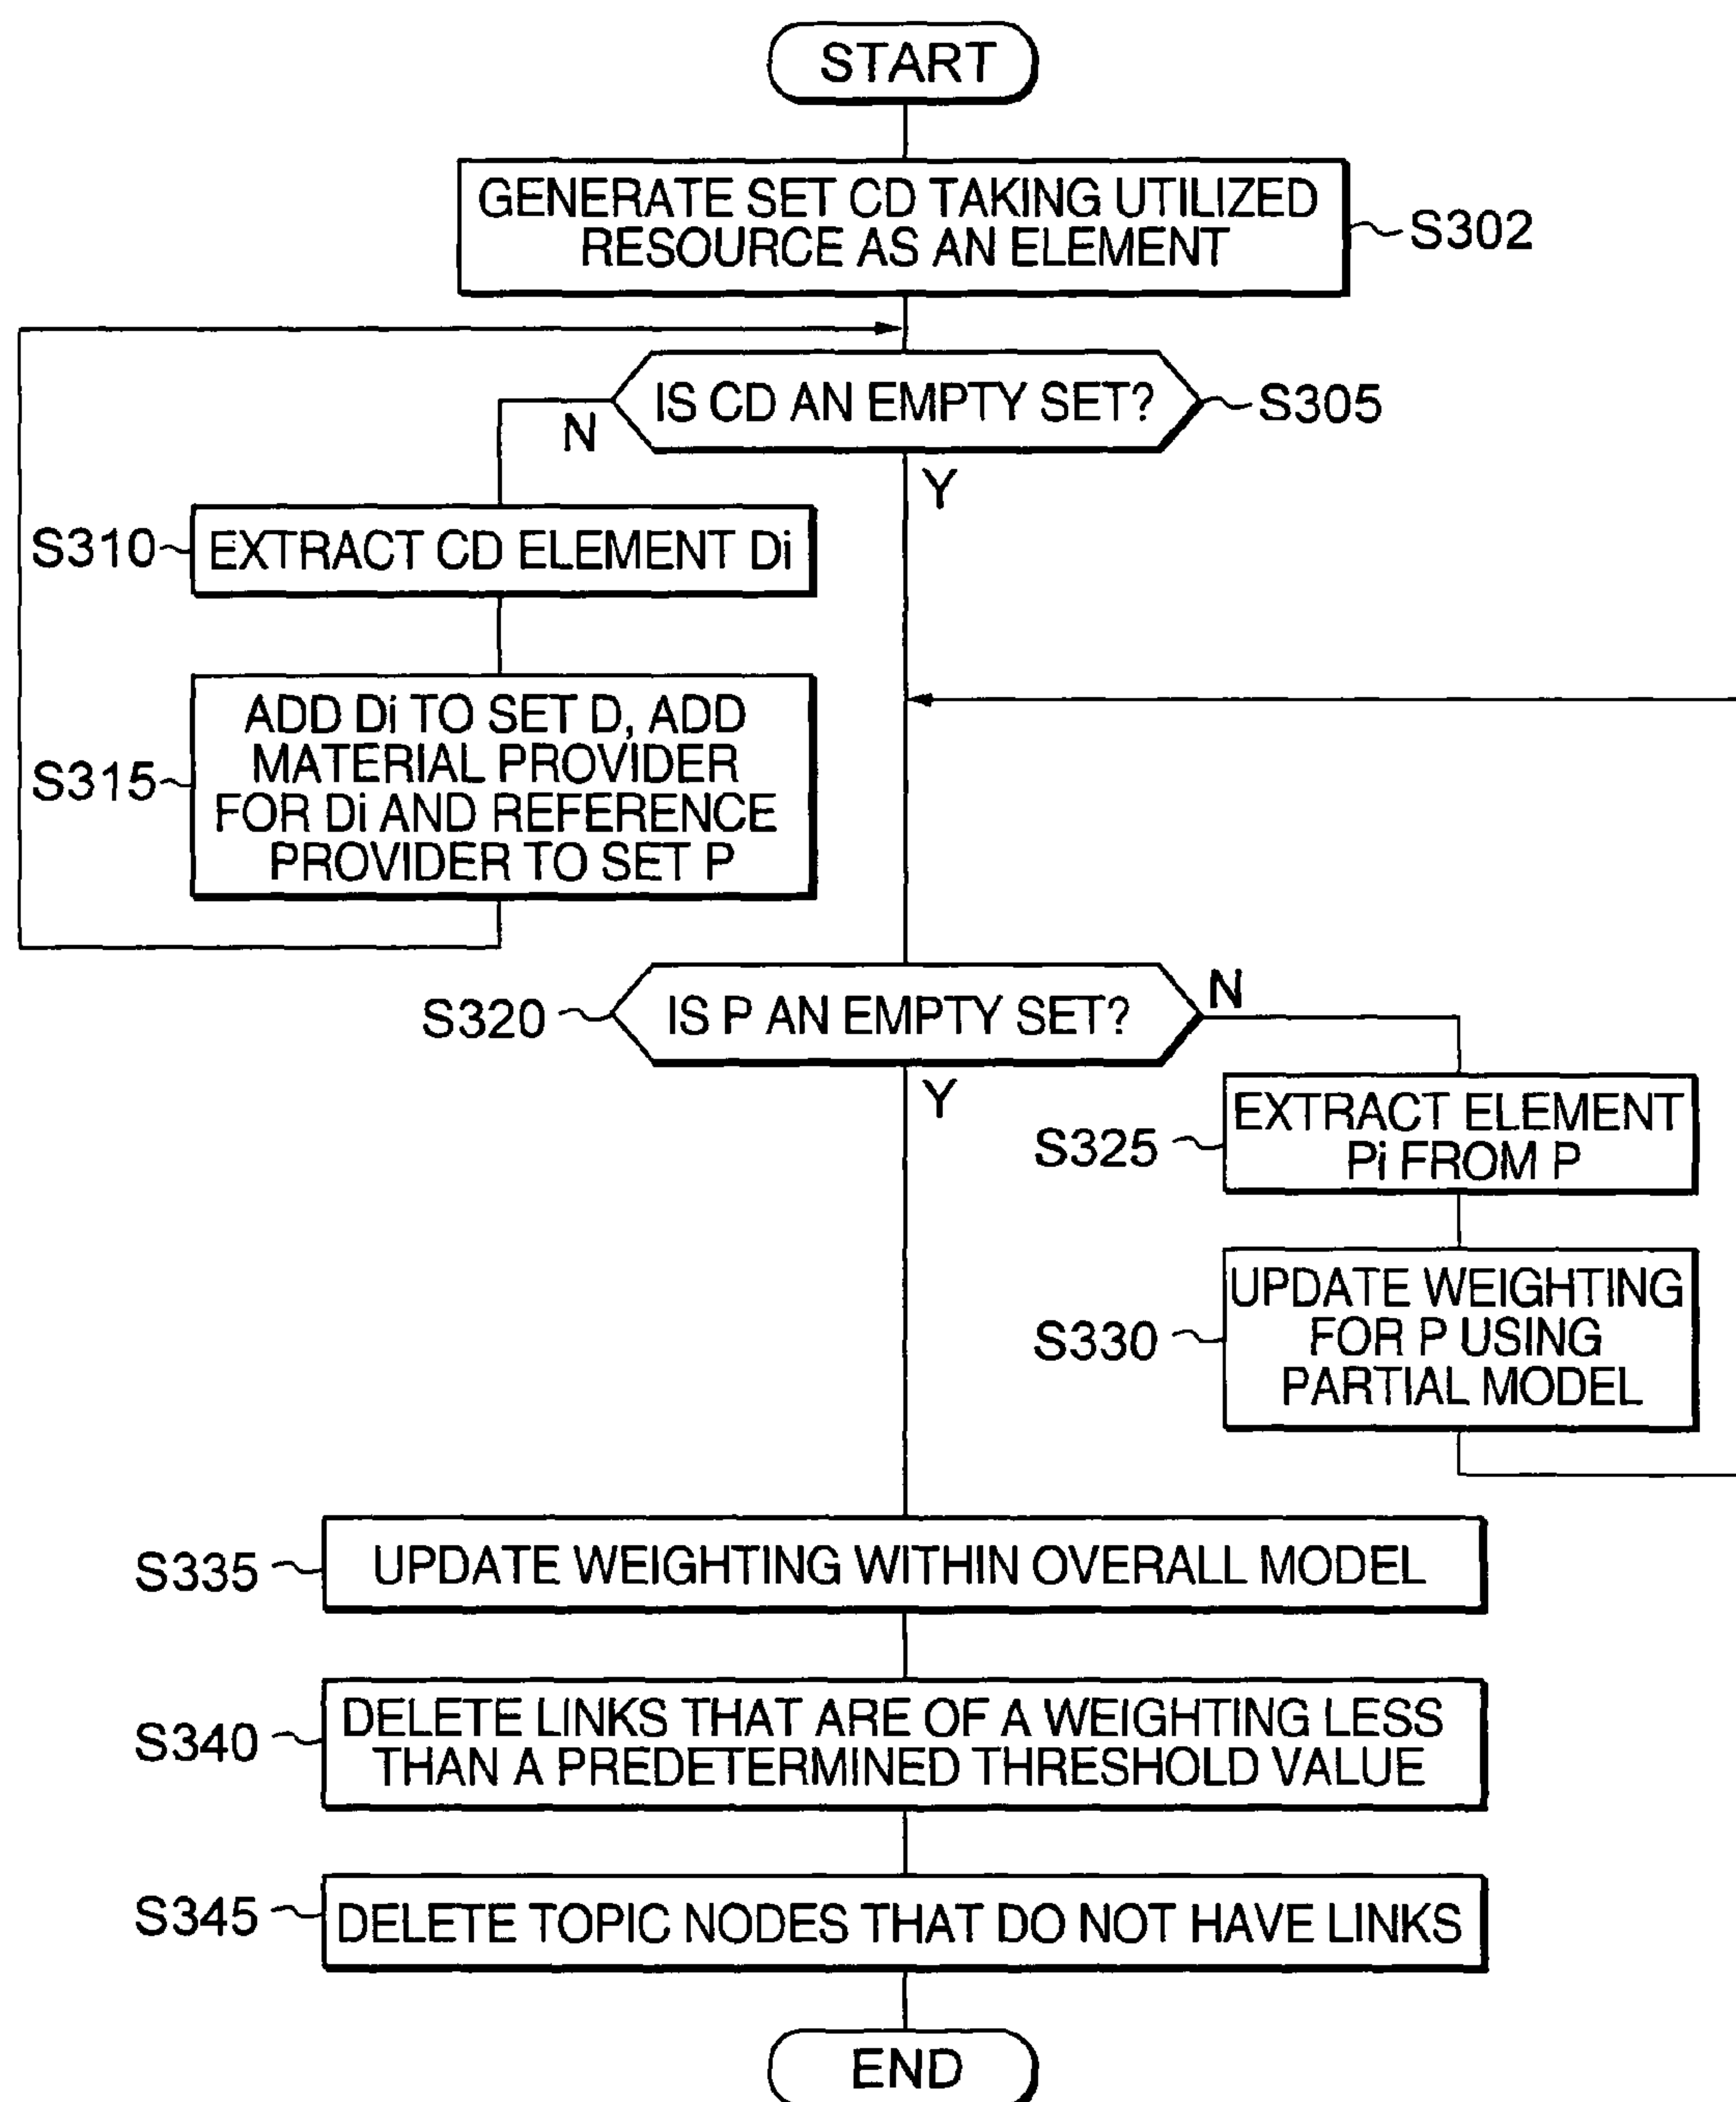 START
GENERATE SET CD TAKING UTILIZED
RESOURCE AS AN ELEMENT
S302
IS CD AN EMPTY SET?
S305
N
Y
S310
EXTRACT CD ELEMENT Di
S315
ADD Di TO SET D, ADD
MATERIAL PROVIDER
FOR Di AND REFERENCE
PROVIDER TO SET P
S320
IS P AN EMPTY SET?
N
Y
S325
EXTRACT ELEMENT
Pi FROM P
S330
UPDATE WEIGHTING
FOR P USING
PARTIAL MODEL
S335
UPDATE WEIGHTING WITHIN OVERALL MODEL
S340
DELETE LINKS THAT ARE OF A WEIGHTING LESS
THAN A PREDETERMINED THRESHOLD VALUE
S345
DELETE TOPIC NODES THAT DO NOT HAVE LINKS
END